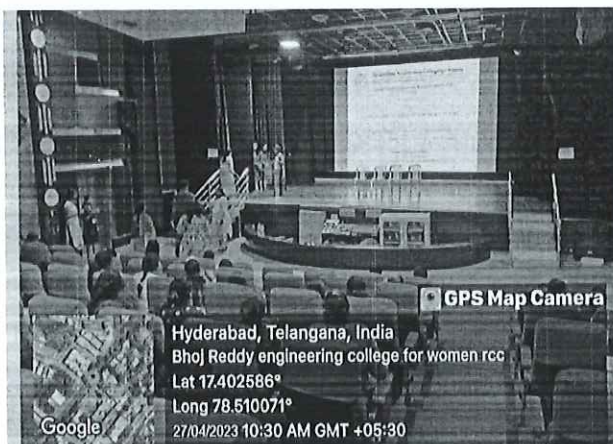 GPS Map Camera
Hyderabad, Telangana, India
Bhoj Reddy engineering college for women rcc
Lat 17.402586°
Long 78.510071°
27/04/2023 10:30 AM GMT +05:30
Google